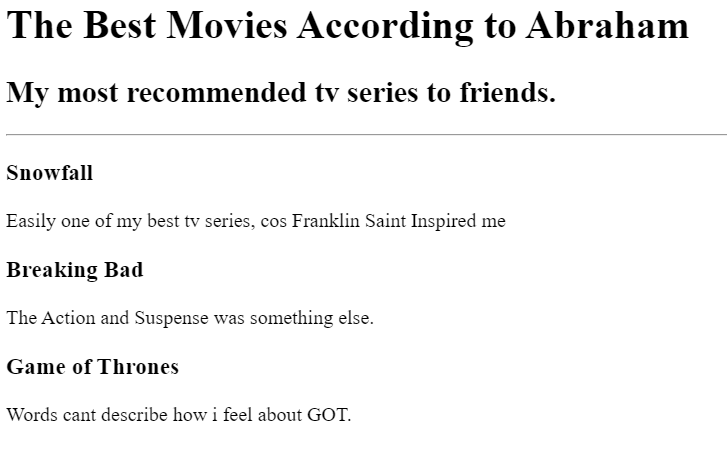 The Best Movies According to Abraham
My most recommended tv series to friends.
Snowfall
Easily one of my best tv series, cos Franklin Saint Inspired me
Breaking Bad
The Action and Suspense was something else.
Game of Thrones
Words cant describe how i feel about GOT.